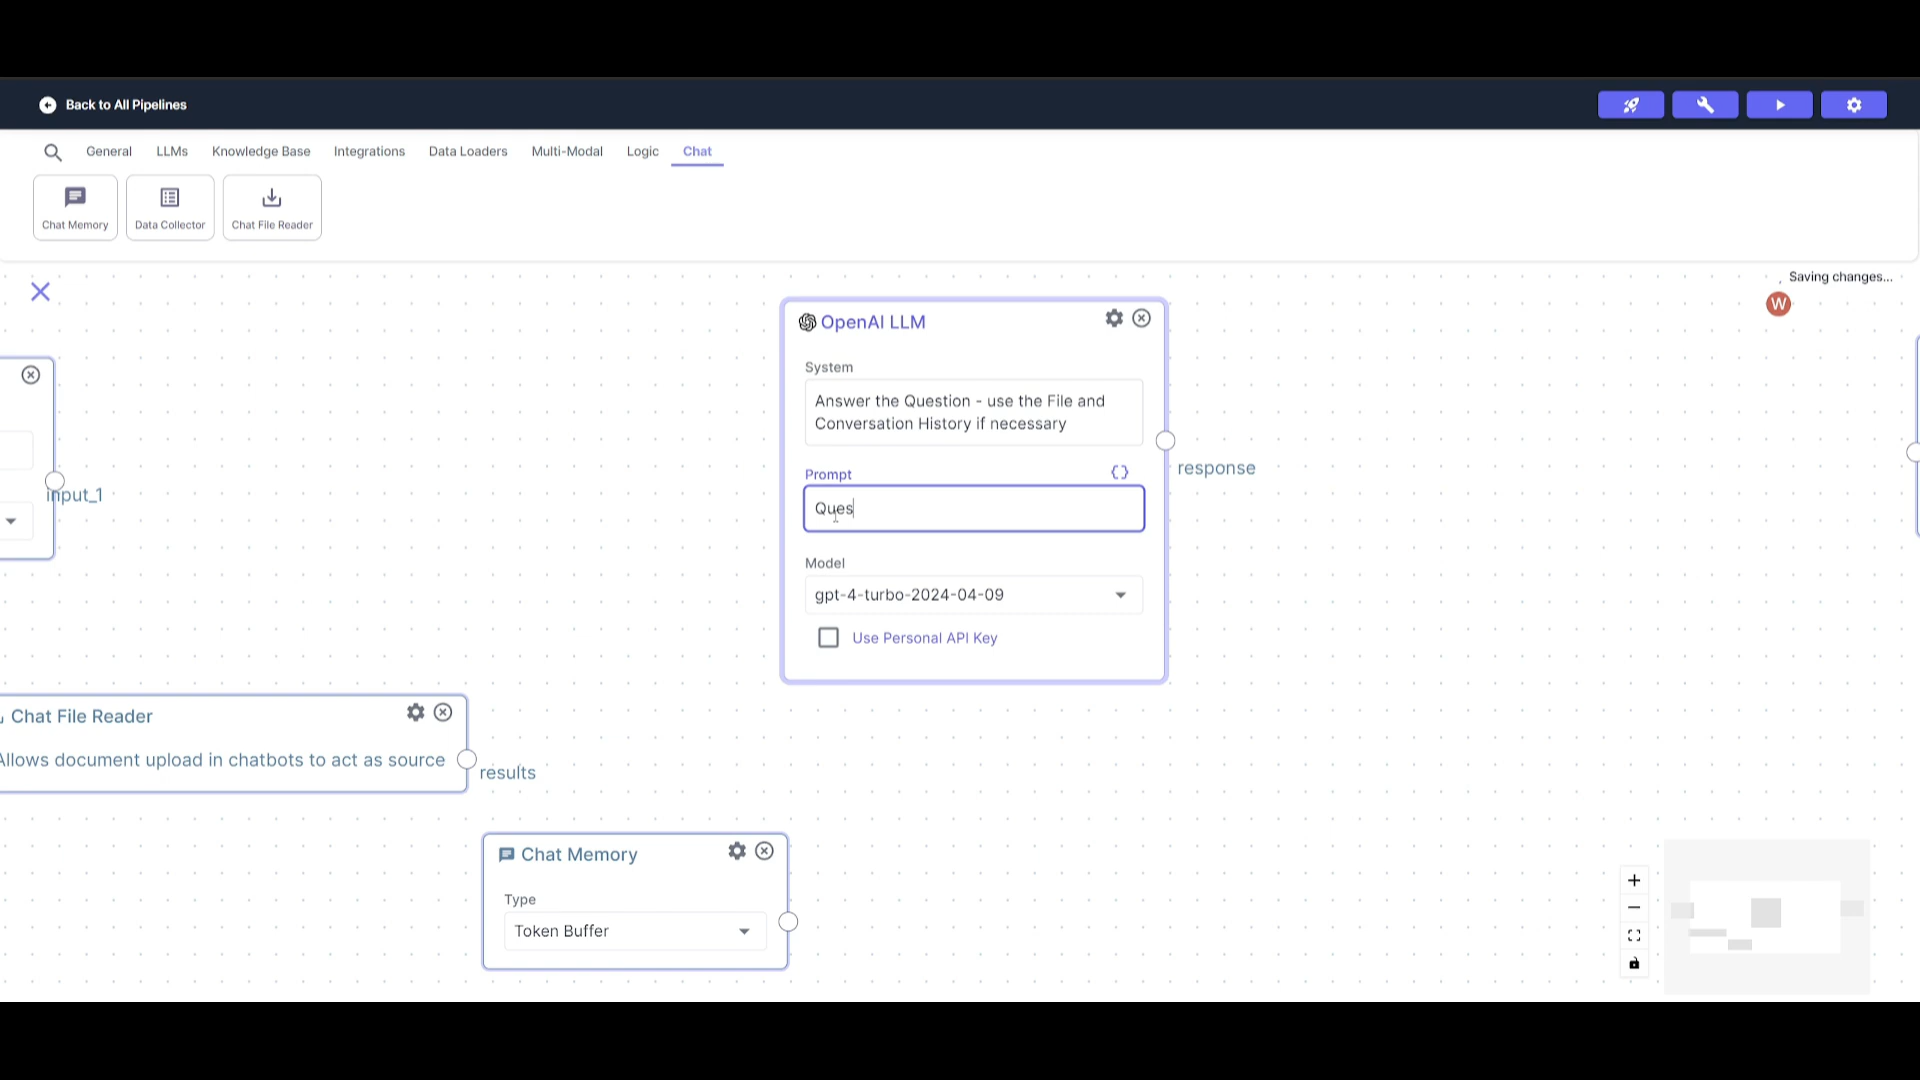 Back to All Pipelines
General
LLMs
Knowledge Base
Integrations
Data Loaders
Multi-Modal
Logic
Chat
Chat Memory
Data Collector
Chat File Reader
Saving changes...
W
OpenAI LLM
System
Answer the Question - use the File and
Conversation History if necessary
input_1
Prompt
{}
response
Ques
Model
gpt-4-turbo-2024-04-09
Use Personal API Key
Chat File Reader
Allows document upload in chatbots to act as source
results
Chat Memory
Type
Token Buffer